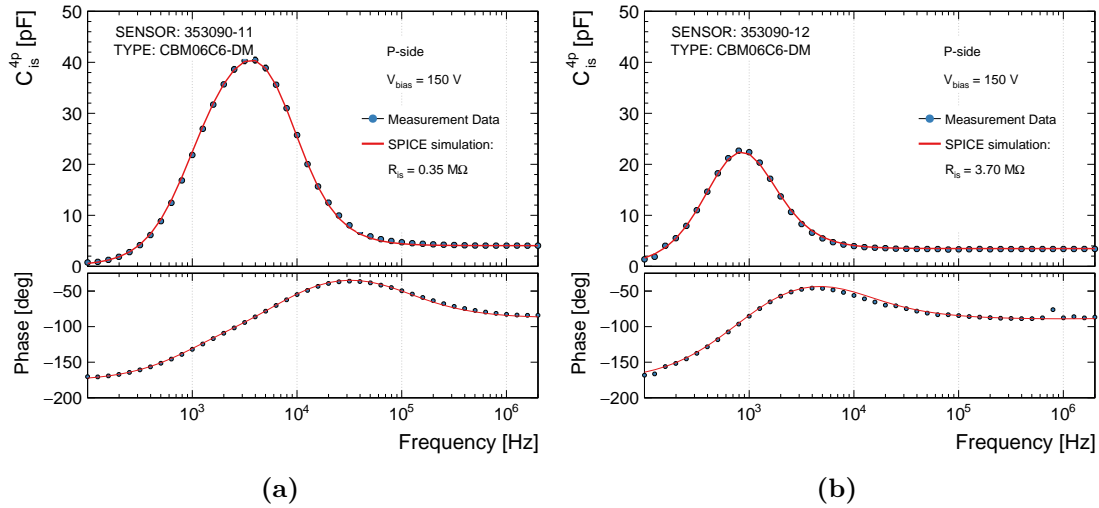 SENSOR: 353090-11
TYPE: CBM06C6-DM
P-side
V_bias = 150 V
Measurement Data
SPICE simulation:
R_is = 0.35 MΩ
C_is^4p [pF]
50
40
30
20
10
0
Phase [deg]
−50
−100
−150
−200
10^3 10^4 10^5 10^6
Frequency [Hz]
(a)
SENSOR: 353090-12
TYPE: CBM06C6-DM
P-side
V_bias = 150 V
Measurement Data
SPICE simulation:
R_is = 3.70 MΩ
C_is^4p [pF]
50
40
30
20
10
0
Phase [deg]
−50
−100
−150
−200
10^3 10^4 10^5 10^6
Frequency [Hz]
(b)